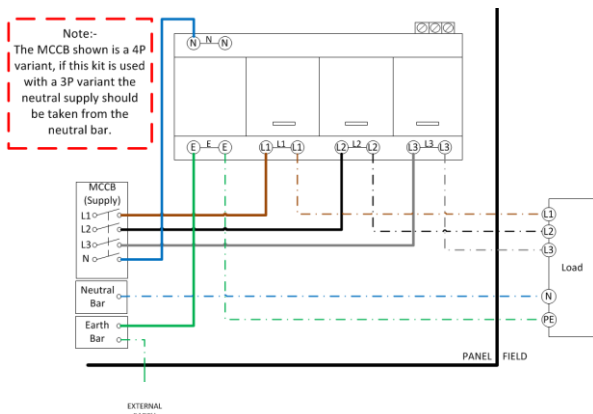 Note:-
The MCCB shown is a 4P
variant, if this kit is used
with a 3P variant the
neutral supply should
be taken from the
neutral bar.
N N N
E E E L1 L1 L1 L2 L2 L2 L3 L3 L3
MCCB
(Supply)
L1
L2
L3
N
Neutral
Bar
Earth
Bar
L1
L2
L3
Load
N
PE
PANEL FIELD
EXTERNAL